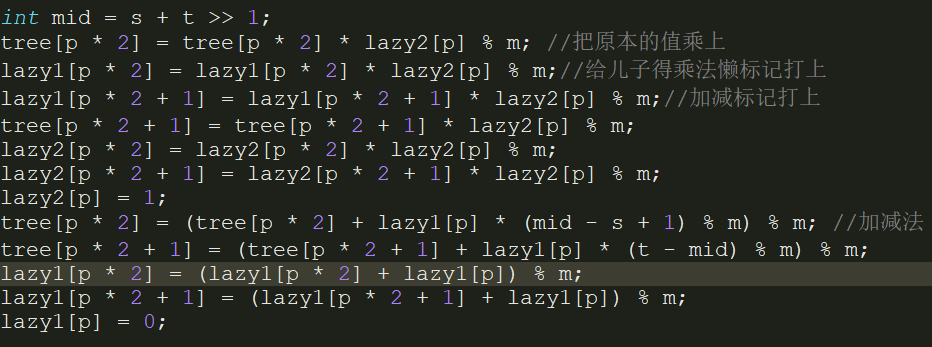 int mid = s + t >> 1;
tree[p * 2] = tree[p * 2] * lazy2[p] % m; //把原本的值乘上
lazy1[p * 2] = lazy1[p * 2] * lazy2[p] % m;//给儿子得乘法懒标记打上
lazy1[p * 2 + 1] = lazy1[p * 2 + 1] * lazy2[p] % m;//加减标记打上
tree[p * 2 + 1] = tree[p * 2 + 1] * lazy2[p] % m;
lazy2[p * 2] = lazy2[p * 2] * lazy2[p] % m;
lazy2[p * 2 + 1] = lazy2[p * 2 + 1] * lazy2[p] % m;
lazy2[p] = 1;
tree[p * 2] = (tree[p * 2] + lazy1[p] * (mid - s + 1) % m) % m; //加减法
tree[p * 2 + 1] = (tree[p * 2 + 1] + lazy1[p] * (t - mid) % m) % m;
lazy1[p * 2] = (lazy1[p * 2] + lazy1[p]) % m;
lazy1[p * 2 + 1] = (lazy1[p * 2 + 1] + lazy1[p]) % m;
lazy1[p] = 0;